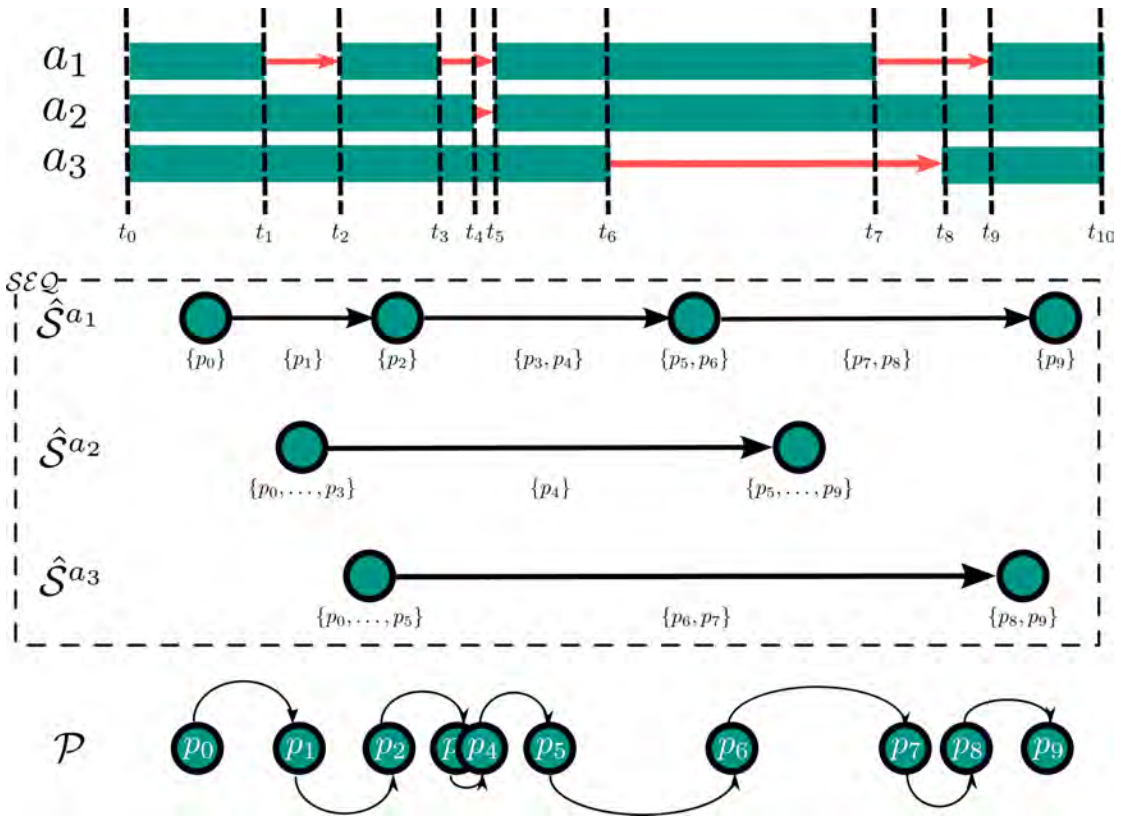 a₁
a₂
a₃
t₀ t₁ t₂ t₃ t₄ t₅ t₆ t₇ t₈ t₉ t₁₀
𝒮ℰ𝒬
𝒮̂ᵃ₁
{p₀} {p₁} {p₂} {p₃, p₄} {p₅, p₆} {p₇, p₈} {p₉}
𝒮̂ᵃ₂
{p₀, . . . , p₃} {p₄} {p₅, . . . , p₉}
𝒮̂ᵃ₃
{p₀, . . . , p₅} {p₆, p₇} {p₈, p₉}
𝒫 p₀ p₁ p₂ p p₄ p₅ p₆ p₇ p₈ p₉